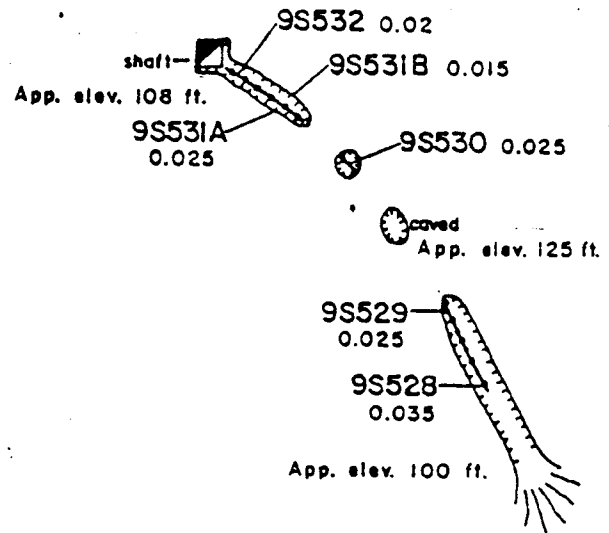 9S532 0.02
shaft
9S531B 0.015
App. elev. 108 ft.
9S531A
0.025
9S530 0.025
caved
App. elev. 125 ft.
9S529
0.025
9S528
0.035
App. elev. 100 ft.